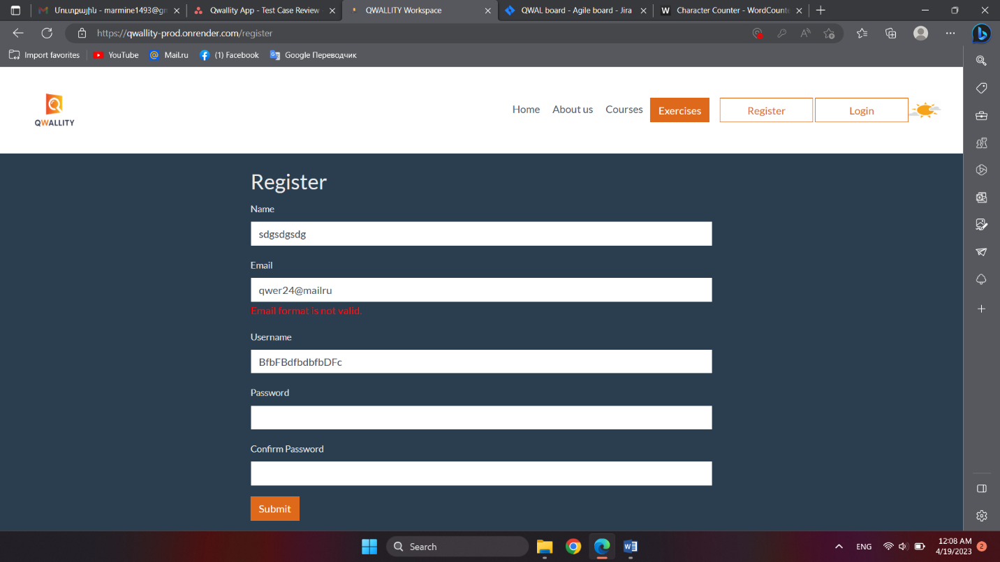 Մուտքային - marmine1493@gm
Qwallity App - Test Case Review
QWALLITY Workspace
QWAL board - Agile board - Jira
W Character Counter - WordCounte
https://qwallity-prod.onrender.com/register
Import favorites
YouTube
Mail.ru
(1) Facebook
Google Переводчик
QWALLITY
Home
About us
Courses
Exercises
Register
Login
Register
Name
sdgsdgsdg
Email
qwer24@mailru
Email format is not valid.
Username
BfbFBdfbdbfbDFc
Password
Confirm Password
Submit
Search
ENG
12:08 AM
4/19/2023
2